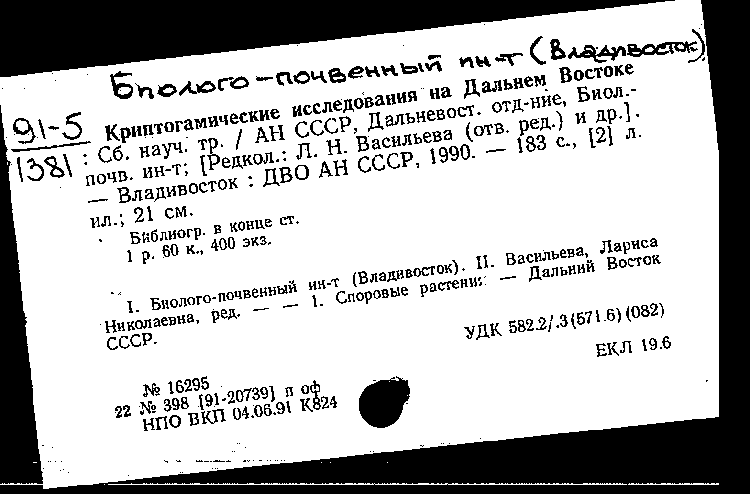 Биолого-почвенный ин-т (Владивосток)
91-5
1381
Криптогамические исследования на Дальнем Востоке
: Сб. науч. тр. / АН СССР, Дальневост. отд-ние, Биол.-
почв. ин-т; [Редкол.: Л. Н. Васильева (отв. ред.) и др.].
— Владивосток : ДВО АН СССР, 1990. — 183 с., [2] л.
ил.; 21 см.
Библиогр. в конце ст.
1 р. 60 к., 400 экз.
I. Биолого-почвенный ин-т (Владивосток). II. Васильева, Лариса
Николаевна, ред. — — 1. Споровые растения — Дальний Восток
СССР.
УДК 582.2/.3(571.6)(082)
ЕКЛ 19.6
№ 16295
22 № 398 [91-20739] п оф
НПО ВКП 04.06.91 К824